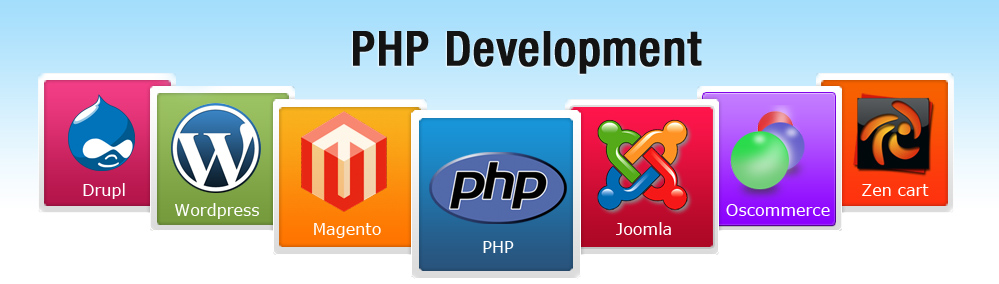 PHP Development
Drupl
Wordpress
Magento
php
PHP
Joomla
Oscommerce
Zen cart